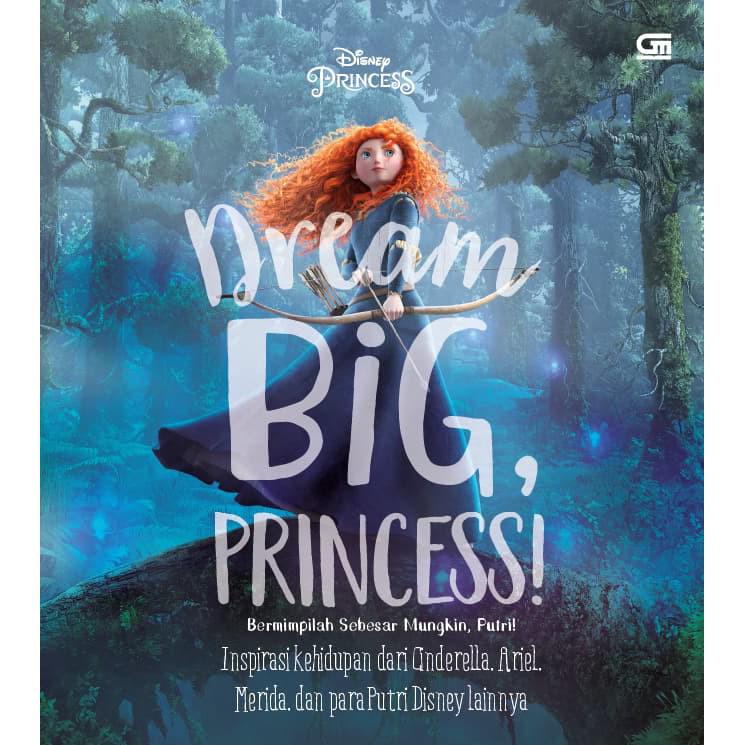 Disney
PRINCESS
GM
Dream
BiG,
PRINCESS!
Bermimpilah Sebesar Mungkin, Putri!
Inspirasi kehidupan dari Cinderella, Ariel,
Merida, dan para Putri Disney lainnya